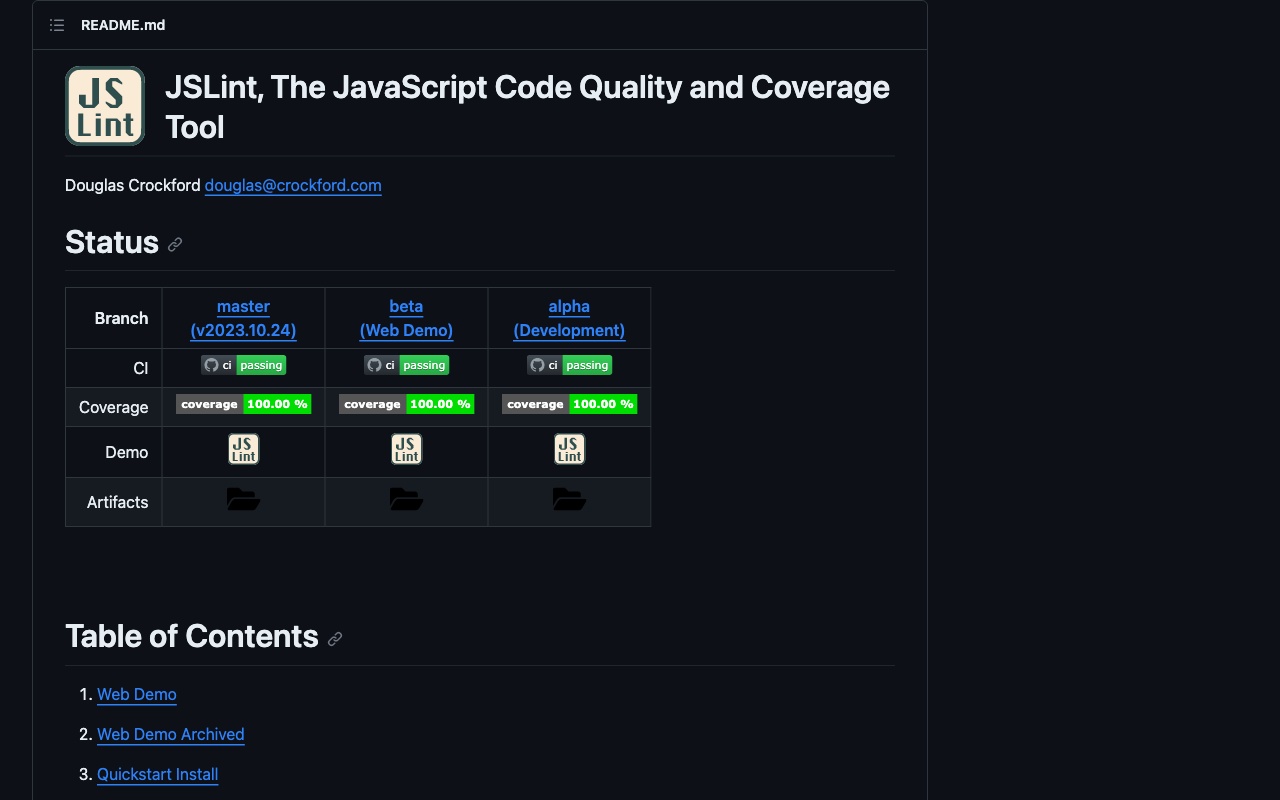 README.md
JS
Lint
JSLint, The JavaScript Code Quality and Coverage
Tool
Douglas Crockford douglas@crockford.com
Status
Branch master (v2023.10.24) beta (Web Demo) alpha (Development)
CI ci passing ci passing ci passing
Coverage coverage 100.00 % coverage 100.00 % coverage 100.00 %
Demo JS Lint JS Lint JS Lint
Artifacts
Table of Contents
1. Web Demo
2. Web Demo Archived
3. Quickstart Install